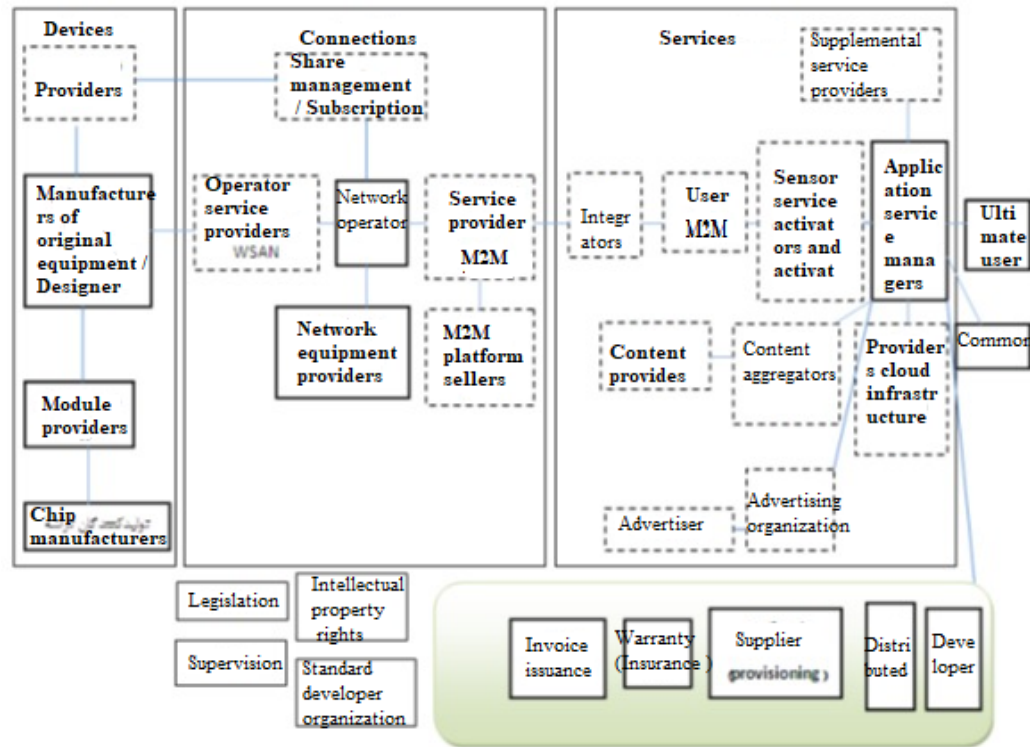 Devices
Connections
Services
Providers
Share
management
/ Subscription
Supplemental
service
providers
Manufacture
rs of
original
equipment /
Designer
Operator
service
providers
WSAN
Network
operator
Service
provider
M2M
Integr
ators
User
M2M
Sensor
service
activat
ors and
activat
Applic
ation
servic
e
mana
gers
Ulti
mate
user
Network
equipment
providers
M2M
platform
sellers
Content
provides
Content
aggregators
Provider
s cloud
infrastr
ucture
Common
Module
providers
Chip
manufacturers
Advertiser
Advertising
organization
Legislation
Intellectual
property
rights
Supervision
Standard
developer
organization
Invoice
issuance
Warranty
(Insurance )
Supplier
(provisioning)
Distri
buted
Deve
loper